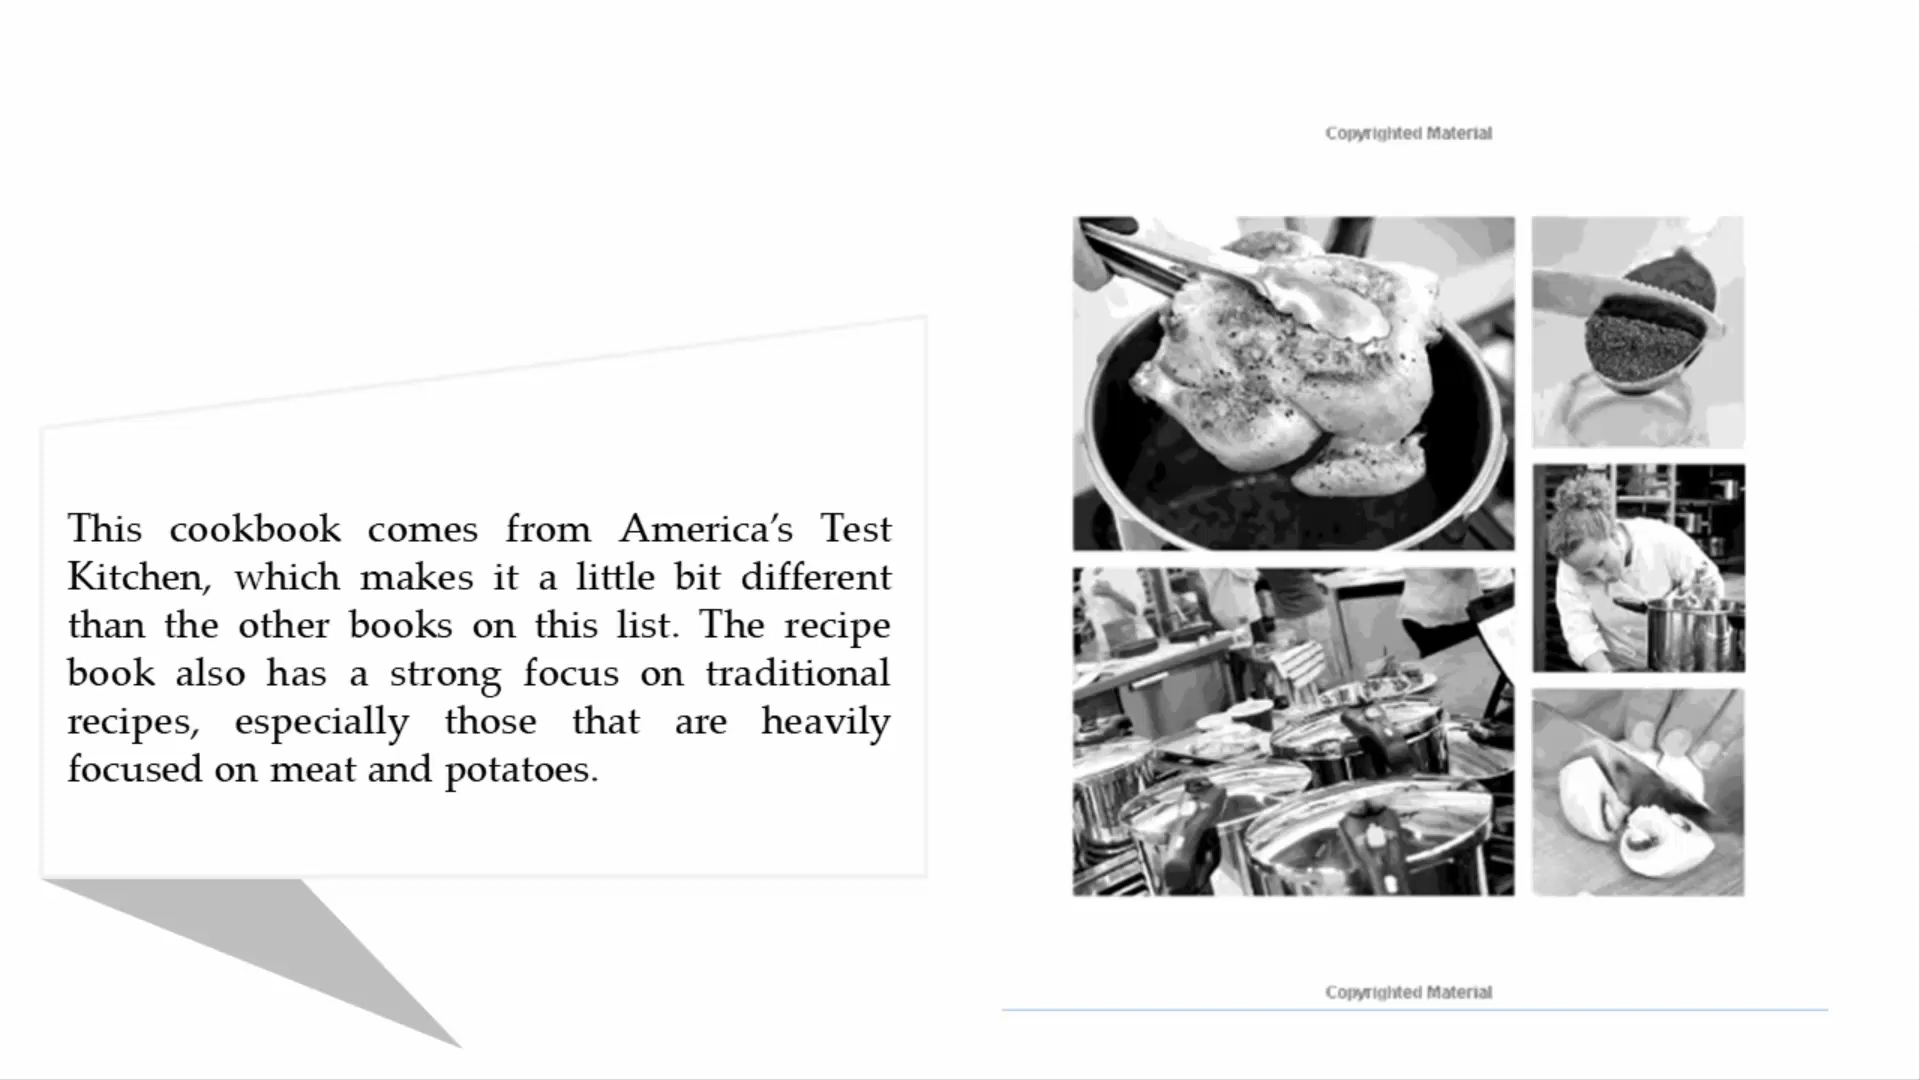 Copyrighted Material
This cookbook comes from America’s Test
Kitchen, which makes it a little bit different
than the other books on this list. The recipe
book also has a strong focus on traditional
recipes, especially those that are heavily
focused on meat and potatoes.
Copyrighted Material